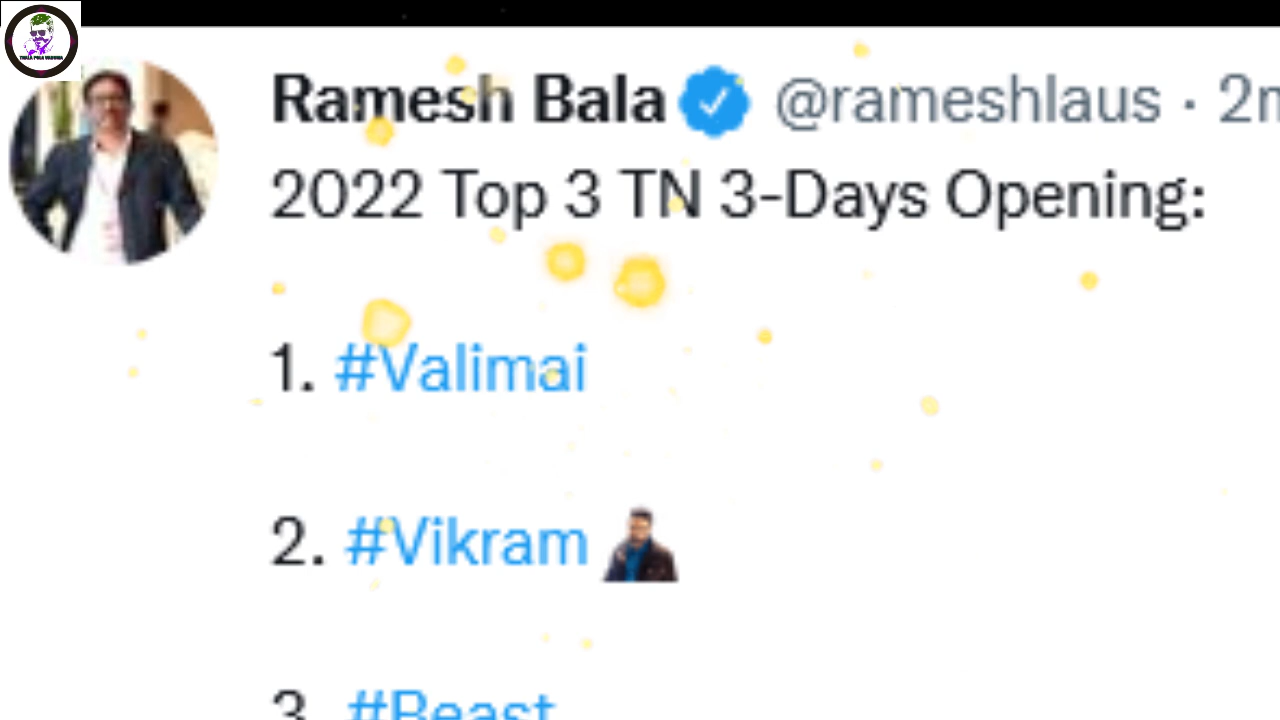 Ramesh Bala @rameshlaus · 2m
2022 Top 3 TN 3-Days Opening:
1. #Valimai
2. #Vikram
3. #Beast